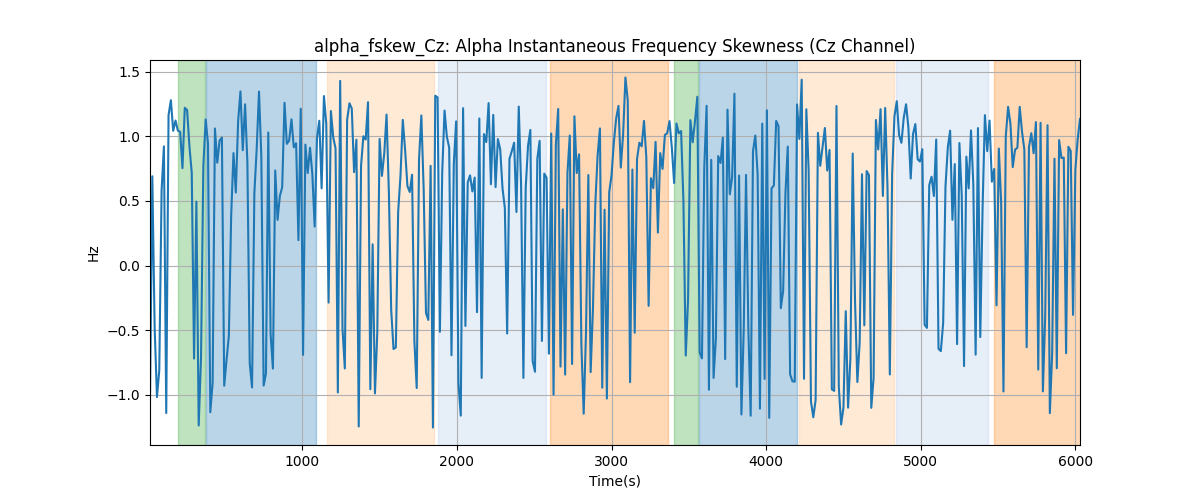 alpha_fskew_Cz: Alpha Instantaneous Frequency Skewness (Cz Channel)
1.5
1.0
0.5
0.0
−0.5
−1.0
Hz
1000 2000 3000 4000 5000 6000
Time(s)